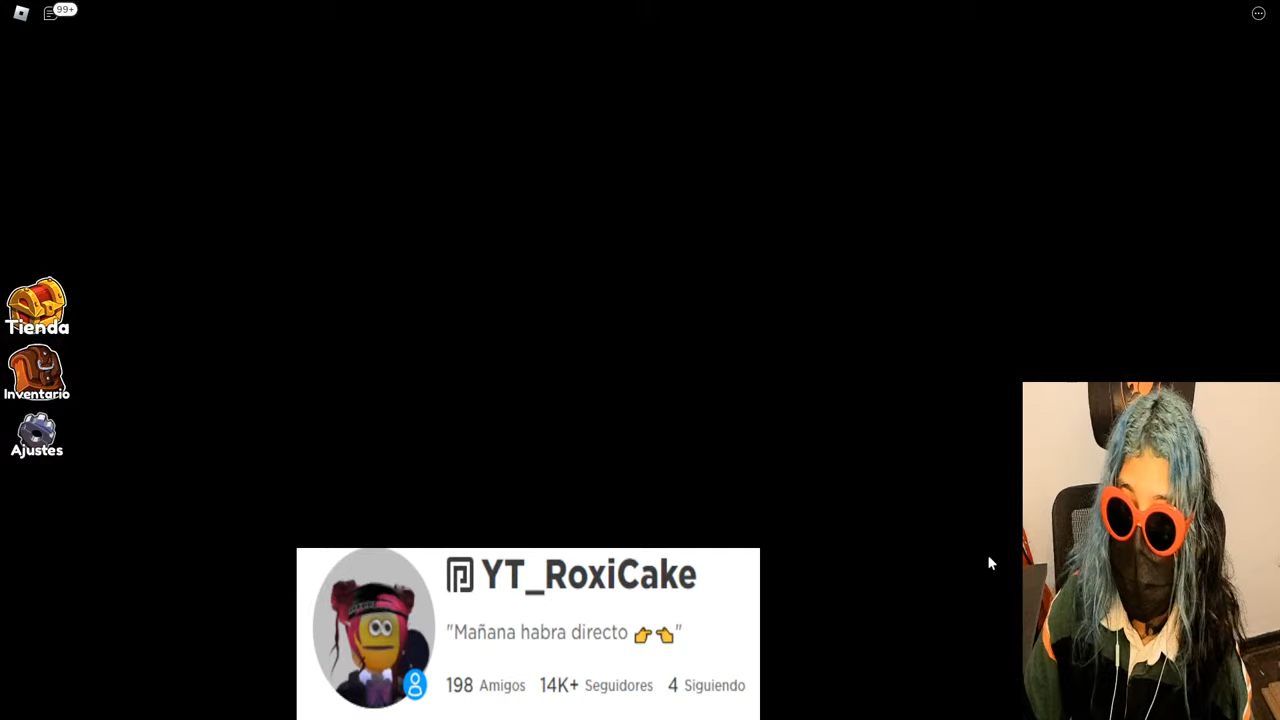 99+
Tienda
Inventario
Ajustes
YT_RoxiCake
"Mañana habra directo 👉👈"
198 Amigos 14K+ Seguidores 4 Siguiendo